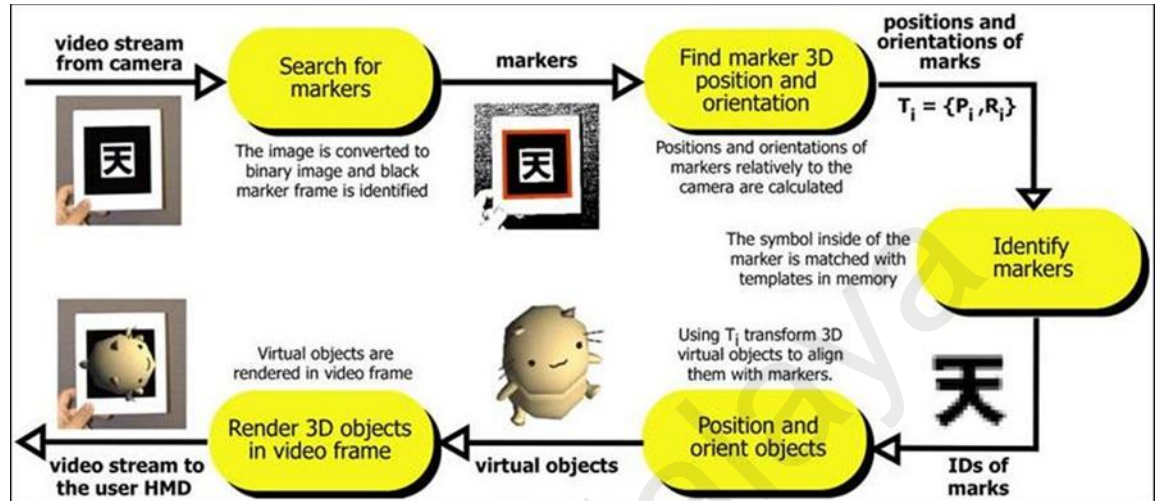 video stream
from camera
Search for
markers
The image is converted to
binary image and black
marker frame is identified
markers
Find marker 3D
position and
orientation
Positions and orientations of
markers relatively to the
camera are calculated
positions and
orientations of
marks
Ti = {Pi ,Ri}
天
天
Identify
markers
The symbol inside of the
marker is matched with
templates in memory
天
IDs of
marks
Using Ti transform 3D
virtual objects to align
them with markers.
Position and
orient objects
virtual objects
Virtual objects are
rendered in video frame
Render 3D objects
in video frame
video stream to
the user HMD
alaya